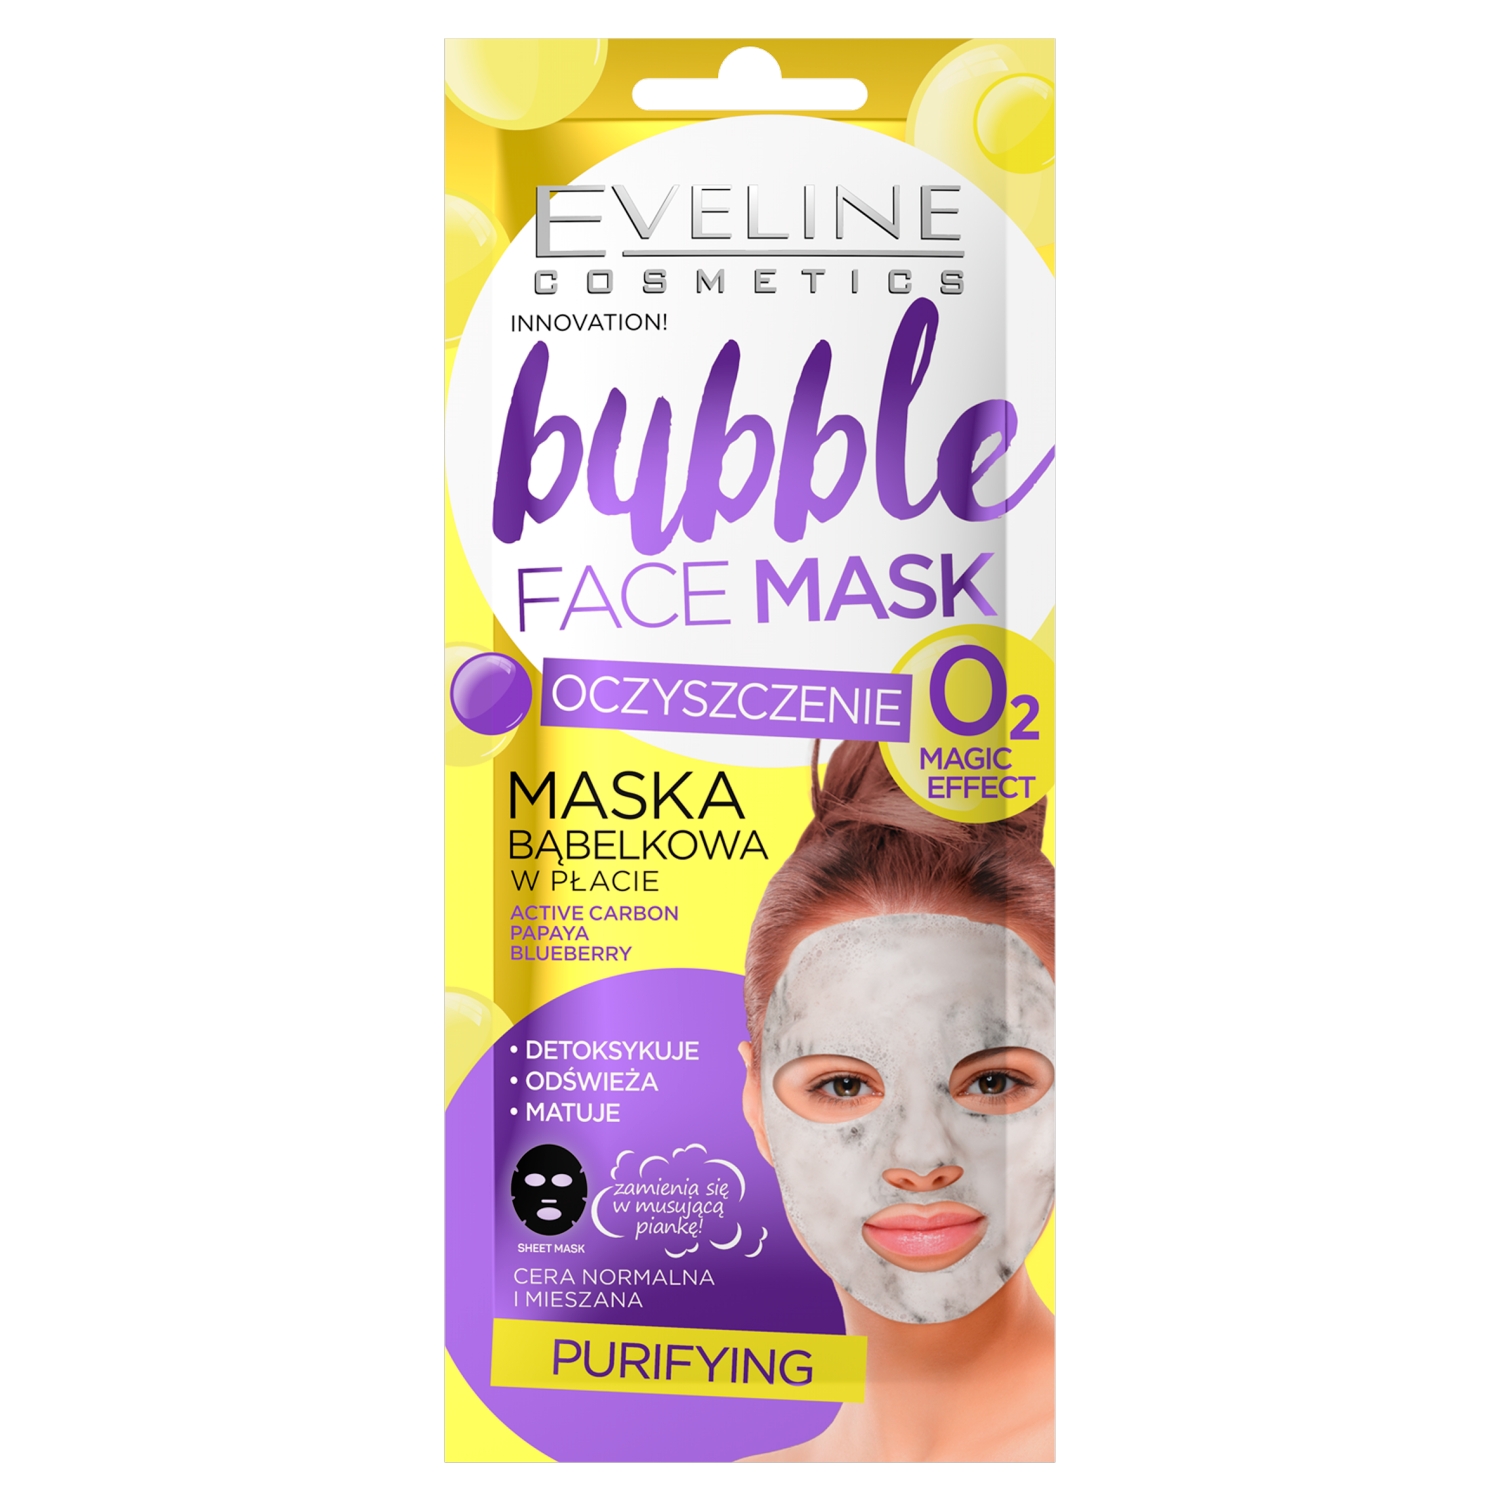 EVELINE
COSMETICS
INNOVATION!
bubble
FACE MASK
OCZYSZCZENIE
O2
MAGIC
EFFECT
MASKA
BĄBELKOWA
W PŁACIE
ACTIVE CARBON
PAPAYA
BLUEBERRY
• DETOKSYKUJE
• ODŚWIEŻA
• MATUJE
zamienia się
w musującą
piankę!
SHEET MASK
CERA NORMALNA
I MIESZANA
PURIFYING